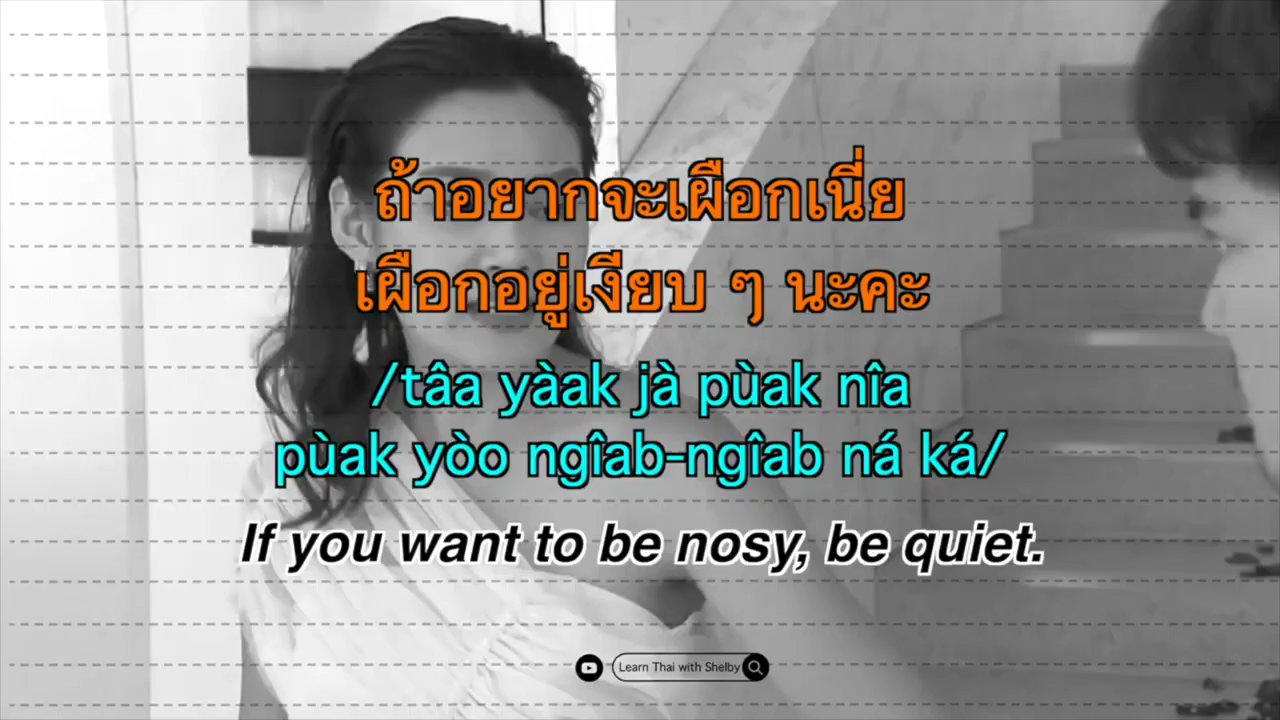 ถ้าอยากจะเผือกเนี่ย
เผือกอยู่เงียบ ๆ นะคะ
/tâa yàak jà pùak nîa
pùak yòo ngîab-ngîab ná ká/
If you want to be nosy, be quiet.
Learn Thai with Shelby